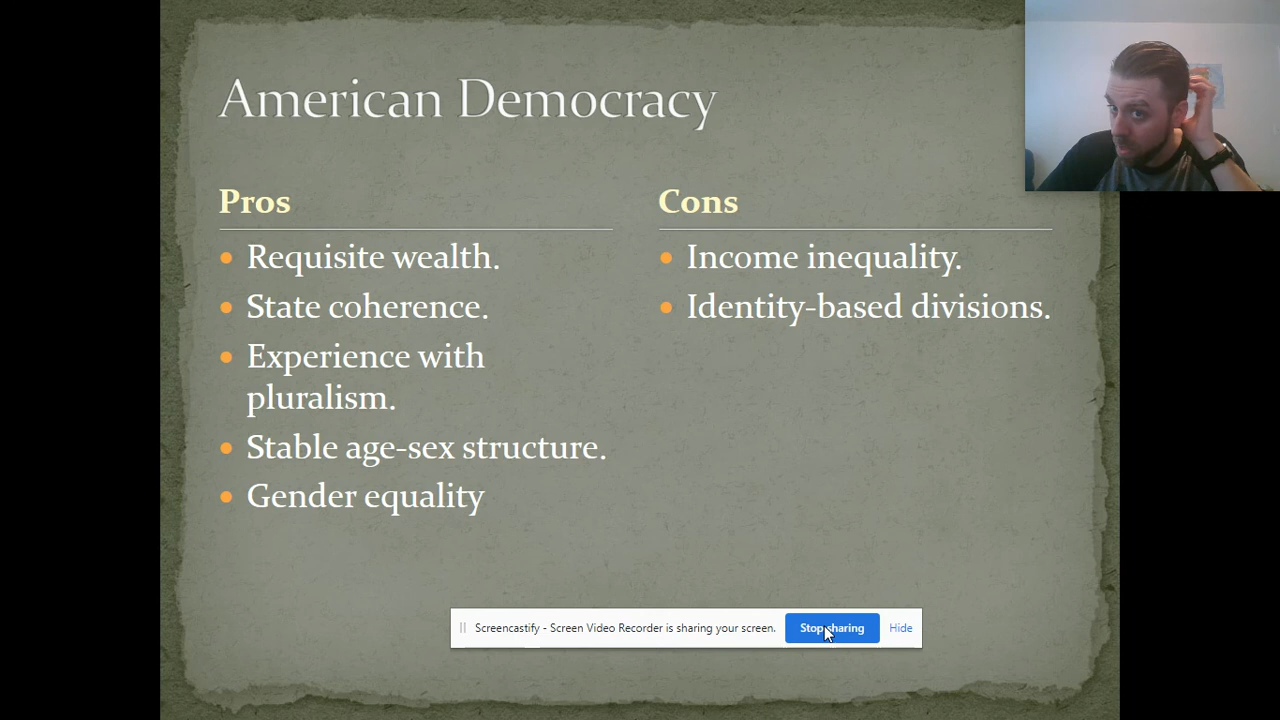 American Democracy
Pros
Requisite wealth.
State coherence.
Experience with
pluralism.
Stable age-sex structure.
Gender equality
Cons
Income inequality.
Identity-based divisions.
Screencastify - Screen Video Recorder is sharing your screen.
Stop sharing
Hide